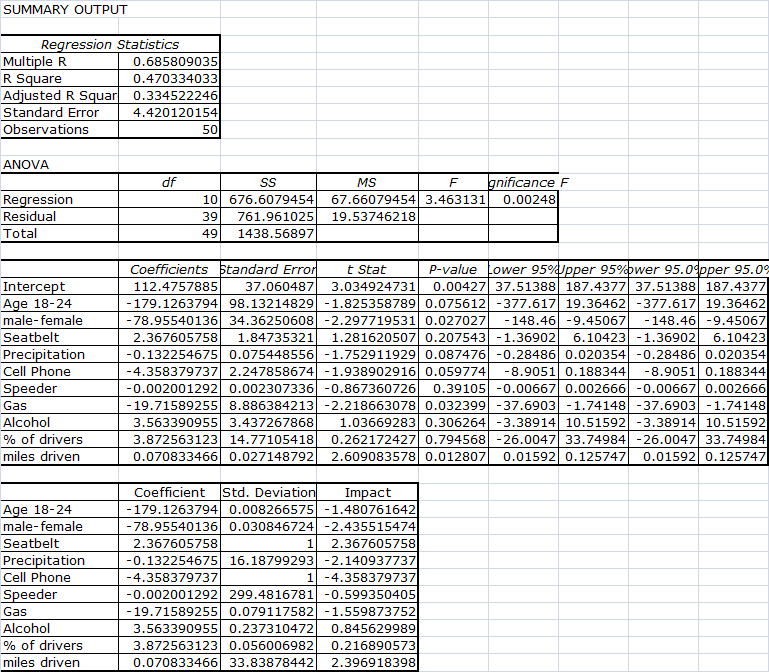 SUMMARY OUTPUT
Regression Statistics
Multiple R 0.685809035
R Square 0.470334033
Adjusted R Squar 0.334522246
Standard Error 4.420120154
Observations 50
ANOVA
df SS MS F gnificance F
Regression 10 676.6079454 67.66079454 3.463131 0.00248
Residual 39 761.961025 19.53746218
Total 49 1438.56897
Coefficients Standard Error t Stat P-value Lower 95% Upper 95% ower 95.0% pper 95.0%
Intercept 112.4757885 37.060487 3.034924731 0.00427 37.51388 187.4377 37.51388 187.4377
Age 18-24 -179.1263794 98.13214829 -1.825358789 0.075612 -377.617 19.36462 -377.617 19.36462
male-female -78.95540136 34.36250608 -2.297719531 0.027027 -148.46 -9.45067 -148.46 -9.45067
Seatbelt 2.367605758 1.84735321 1.281620507 0.207543 -1.36902 6.10423 -1.36902 6.10423
Precipitation -0.132254675 0.075448556 -1.752911929 0.087476 -0.28486 0.020354 -0.28486 0.020354
Cell Phone -4.358379737 2.247858674 -1.938902916 0.059774 -8.9051 0.188344 -8.9051 0.188344
Speeder -0.002001292 0.002307336 -0.867360726 0.39105 -0.00667 0.002666 -0.00667 0.002666
Gas -19.71589255 8.886384213 -2.218663078 0.032399 -37.6903 -1.74148 -37.6903 -1.74148
Alcohol 3.563390955 3.437267868 1.03669283 0.306264 -3.38914 10.51592 -3.38914 10.51592
% of drivers 3.872563123 14.77105418 0.262172427 0.794568 -26.0047 33.74984 -26.0047 33.74984
miles driven 0.070833466 0.027148792 2.609083578 0.012807 0.01592 0.125747 0.01592 0.125747
Coefficient Std. Deviation Impact
Age 18-24 -179.1263794 0.008266575 -1.480761642
male-female -78.95540136 0.030846724 -2.435515474
Seatbelt 2.367605758 1 2.367605758
Precipitation -0.132254675 16.18799293 -2.140937737
Cell Phone -4.358379737 1 -4.358379737
Speeder -0.002001292 299.4816781 -0.599350405
Gas -19.71589255 0.079117582 -1.559873752
Alcohol 3.563390955 0.237310472 0.845629989
% of drivers 3.872563123 0.056006982 0.216890573
miles driven 0.070833466 33.83878442 2.396918398